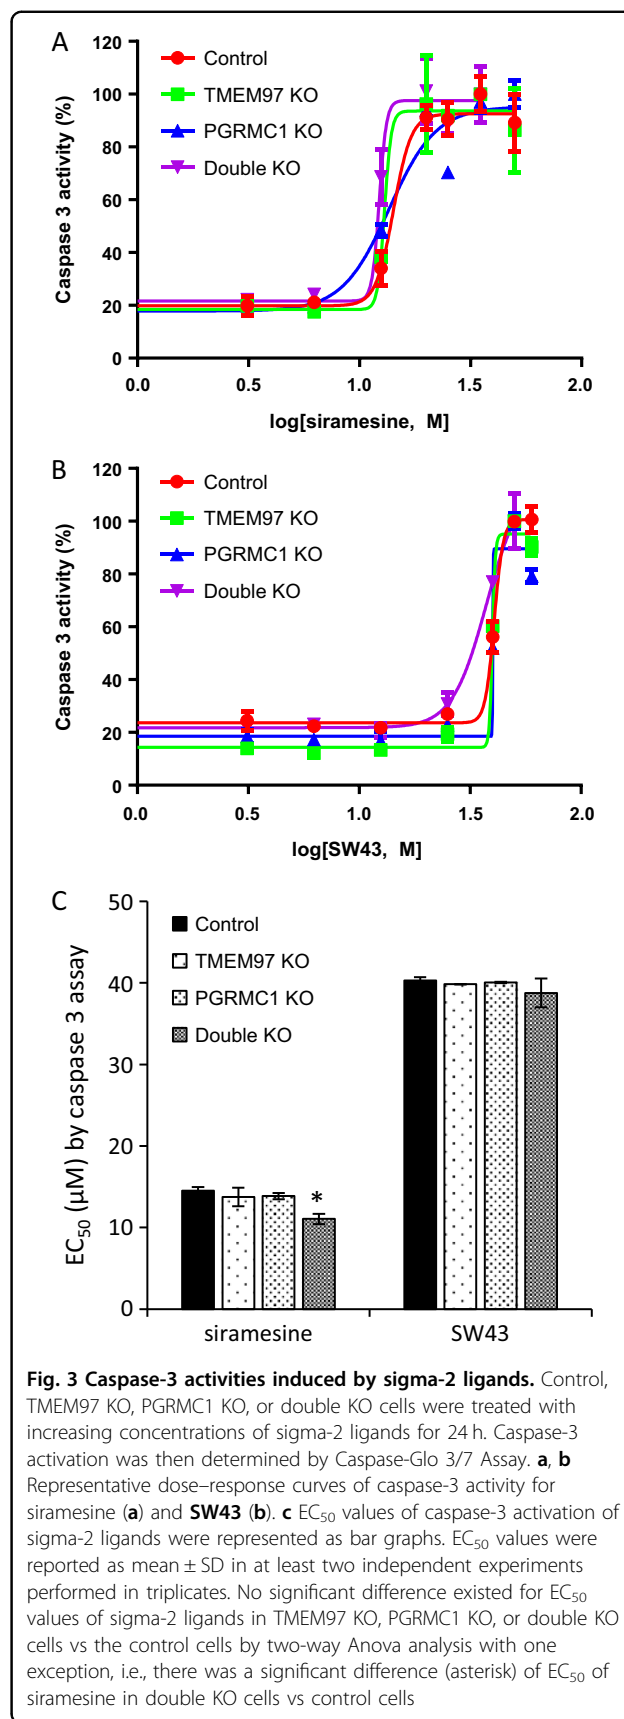 A
Caspase 3 activity (%)
120
100
80
60
40
20
0
Control
TMEM97 KO
PGRMC1 KO
Double KO
0.0 0.5 1.0 1.5 2.0
log[siramesine, M]
B
Caspase 3 activity (%)
120
100
80
60
40
20
0
Control
TMEM97 KO
PGRMC1 KO
Double KO
0.0 0.5 1.0 1.5 2.0
log[SW43, M]
C
EC50 (μM) by caspase 3 assay
50
40
30
20
10
0
Control
TMEM97 KO
PGRMC1 KO
Double KO
*
siramesine SW43
Fig. 3 Caspase-3 activities induced by sigma-2 ligands. Control,
TMEM97 KO, PGRMC1 KO, or double KO cells were treated with
increasing concentrations of sigma-2 ligands for 24 h. Caspase-3
activation was then determined by Caspase-Glo 3/7 Assay. a, b
Representative dose–response curves of caspase-3 activity for
siramesine (a) and SW43 (b). c EC50 values of caspase-3 activation of
sigma-2 ligands were represented as bar graphs. EC50 values were
reported as mean ± SD in at least two independent experiments
performed in triplicates. No significant difference existed for EC50
values of sigma-2 ligands in TMEM97 KO, PGRMC1 KO, or double KO
cells vs the control cells by two-way Anova analysis with one
exception, i.e., there was a significant difference (asterisk) of EC50 of
siramesine in double KO cells vs control cells